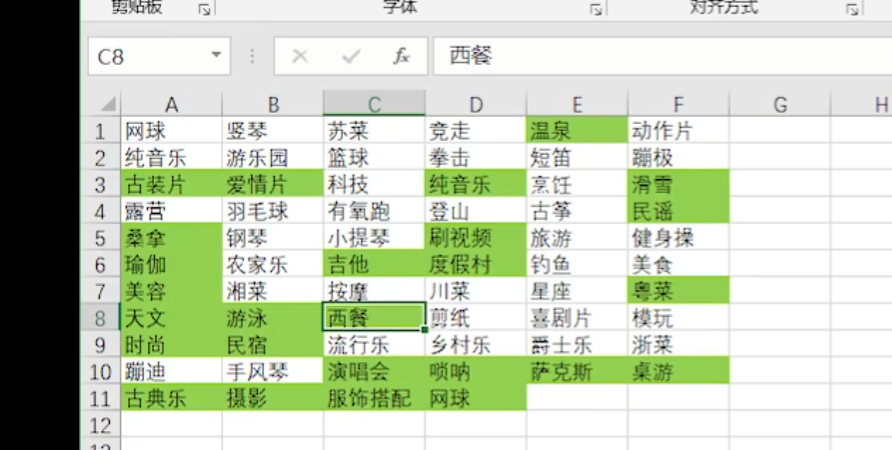 剪贴板 字体 对齐方式
C8 fx 西餐
A B C D E F G H
1 网球 竖琴 苏菜 竞走 温泉 动作片
2 纯音乐 游乐园 篮球 拳击 短笛 蹦极
3 古装片 爱情片 科技 纯音乐 烹饪 滑雪
4 露营 羽毛球 有氧跑 登山 古筝 民谣
5 桑拿 钢琴 小提琴 刷视频 旅游 健身操
6 瑜伽 农家乐 吉他 度假村 钓鱼 美食
7 美容 湘菜 按摩 川菜 星座 粤菜
8 天文 游泳 西餐 剪纸 喜剧片 模玩
9 时尚 民宿 流行乐 乡村乐 爵士乐 浙菜
10 蹦迪 手风琴 演唱会 唢呐 萨克斯 桌游
11 古典乐 摄影 服饰搭配 网球
12